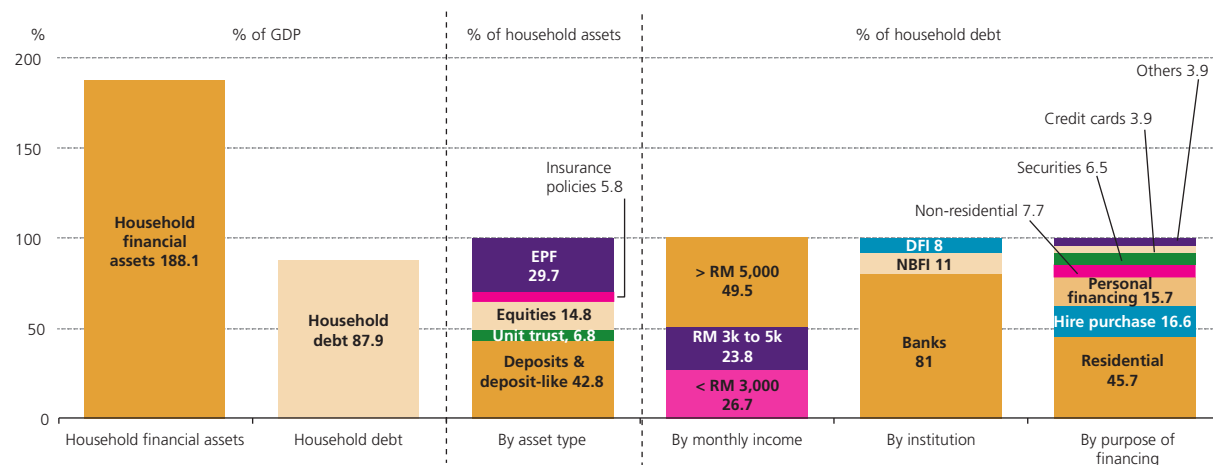 %
% of GDP
% of household assets
% of household debt
200
150
100
50
0
Household
financial
assets 188.1
Household
debt 87.9
Insurance
policies 5.8
EPF
29.7
Equities 14.8
Unit trust, 6.8
Deposits &
deposit-like 42.8
> RM 5,000
49.5
RM 3k to 5k
23.8
< RM 3,000
26.7
DFI 8
NBFI 11
Banks
81
Others 3.9
Credit cards 3.9
Securities 6.5
Non-residential 7.7
Personal
financing 15.7
Hire purchase 16.6
Residential
45.7
Household financial assets
Household debt
By asset type
By monthly income
By institution
By purpose of
financing